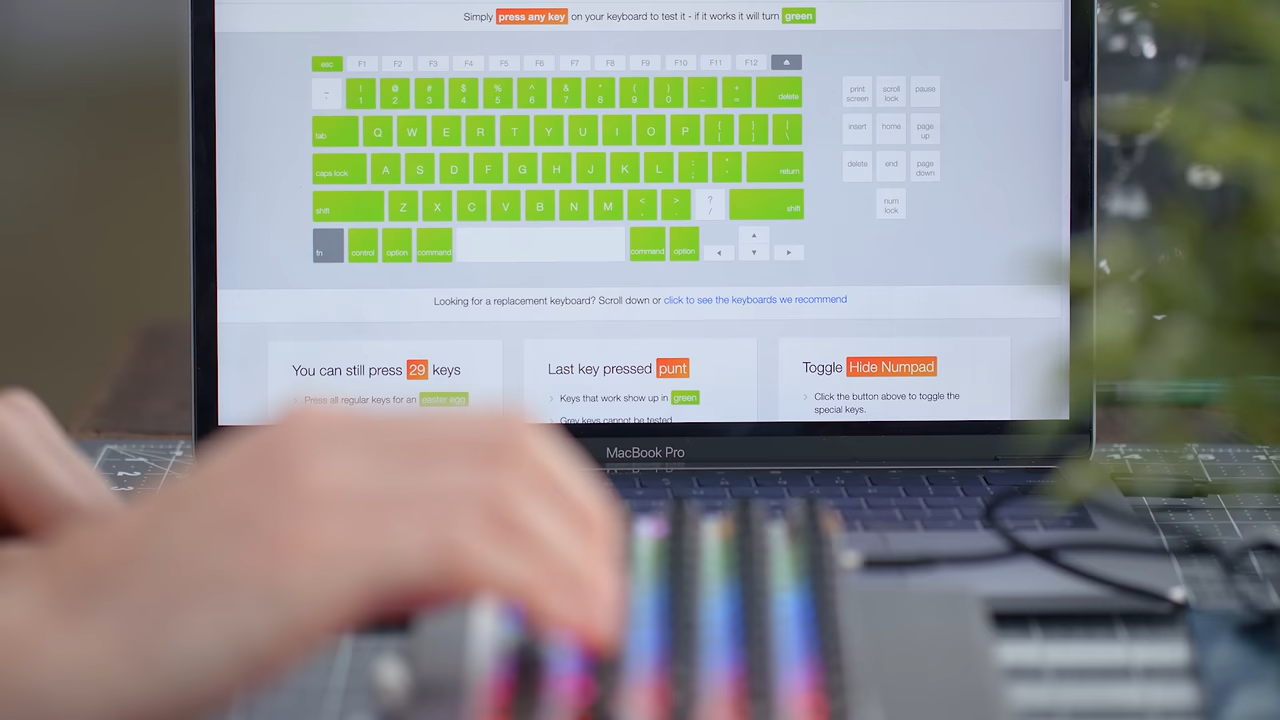 Simply press any key on your keyboard to test it - if it works it will turn green
esc F1 F2 F3 F4 F5 F6 F7 F8 F9 F10 F11 F12
~ ! @ # $ % ^ & * ( ) _ +
` 1 2 3 4 5 6 7 8 9 0 - = delete
tab Q W E R T Y U I O P { } |
[ ] \
caps lock A S D F G H J K L : "
; ' return
shift Z X C V B N M < > ?
, . / shift
fn control option command command option ◄ ▲ ▼ ►
print screen scroll lock pause
insert home page up
delete end page down
num lock
Looking for a replacement keyboard? Scroll down or click to see the keyboards we recommend
You can still press 29 keys
Press all regular keys for an easter egg
Last key pressed punt
Keys that work show up in green
Grey keys cannot be tested
Toggle Hide Numpad
Click the button above to toggle the
special keys.
MacBook Pro